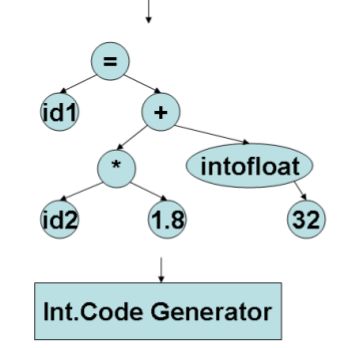 =
id1
+
*
intofloat
id2
1.8
32
Int.Code Generator